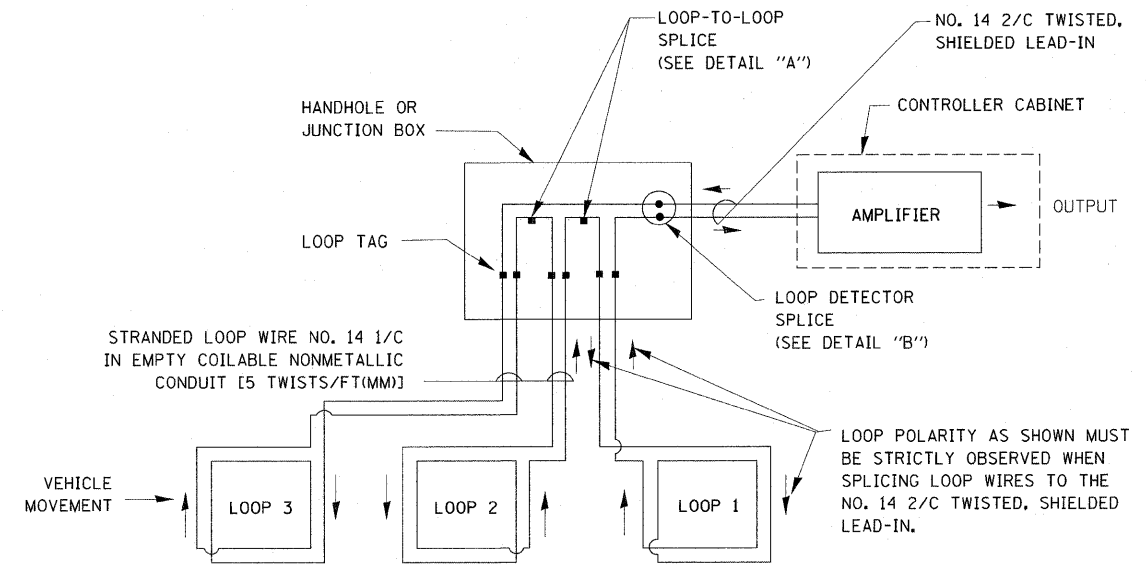 LOOP-TO-LOOP
SPLICE
(SEE DETAIL "A")
NO. 14 2/C TWISTED,
SHIELDED LEAD-IN
HANDHOLE OR
JUNCTION BOX
CONTROLLER CABINET
AMPLIFIER
OUTPUT
LOOP TAG
LOOP DETECTOR
SPLICE
(SEE DETAIL "B")
STRANDED LOOP WIRE NO. 14 1/C
IN EMPTY COILABLE NONMETALLIC
CONDUIT [5 TWISTS/FT(MM)]
LOOP POLARITY AS SHOWN MUST
BE STRICTLY OBSERVED WHEN
SPLICING LOOP WIRES TO THE
NO. 14 2/C TWISTED, SHIELDED
LEAD-IN.
VEHICLE
MOVEMENT
LOOP 3
LOOP 2
LOOP 1